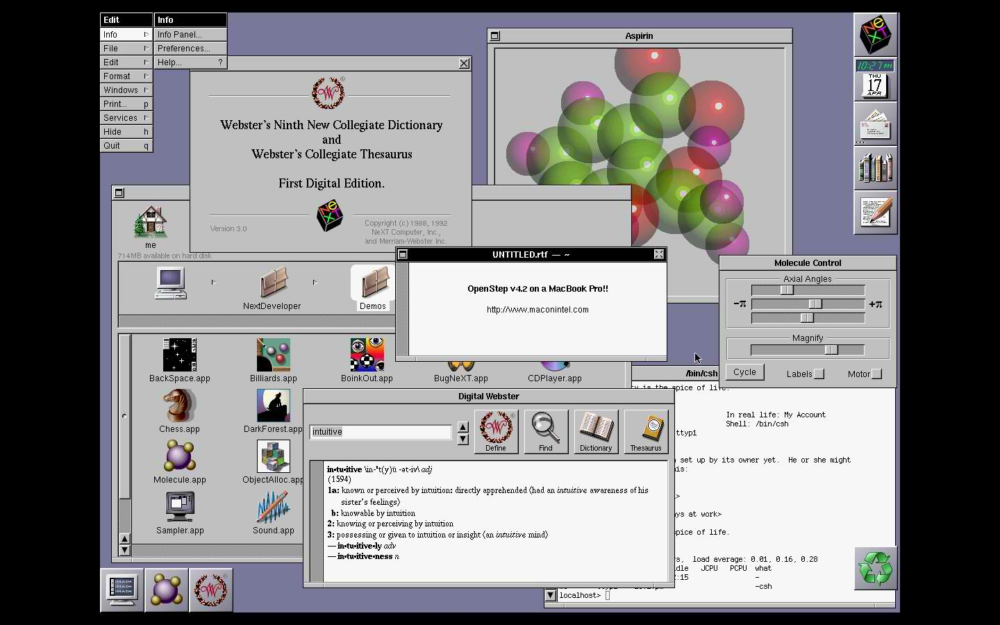 Edit
Info
Info
File
Edit
Format
Windows
Print... p
Services
Hide h
Quit q
Info Panel...
Preferences...
Help... ?
Webster's Ninth New Collegiate Dictionary
and
Webster's Collegiate Thesaurus
First Digital Edition.
Version 3.0
NeXT
Copyright (c) 1988, 1992
NeXT Computer, Inc.,
and Merriam-Webster Inc.
Aspirin
NeXT
10:27 PM
THU
17
APR
me
714MB available on hard disk
NextDeveloper
Demos
UNTITLED.rtf — ~
OpenStep v4.2 on a MacBook Pro!!
http://www.maconintel.com
Molecule Control
Axial Angles
−π
+π
Magnify
Cycle
Labels
Motor
BackSpace.app
Billiards.app
BoinkOut.app
BugNeXT.app
CDPlayer.app
Chess.app
DarkForest.app
Molecule.app
ObjectAlloc.app
Sampler.app
Sound.app
Digital Webster
intuitive
Define
Find
Dictionary
Thesaurus
in•tu•itive \in-'t(y)ü -ət-iv\ adj
(1594)
1a: known or perceived by intuition: directly apprehended ⟨had an intuitive awareness of his
sister's feelings⟩
b: knowable by intuition
2: knowing or perceiving by intuition
3: possessing or given to intuition or insight ⟨an intuitive mind⟩
— in•tu•itive•ly adv
— in•tu•itive•ness n
/bin/csh
ty is the spice of life.
In real life: My Account
Shell: /bin/csh
ttyp1
set up by its owner yet. He or she might
his:
>
ys at work>
spice of life.
rs, load average: 0.01, 0.16, 0.28
dle JCPU PCPU what
2:15 -
-csh
localhost>
MACH
MACH
MACH